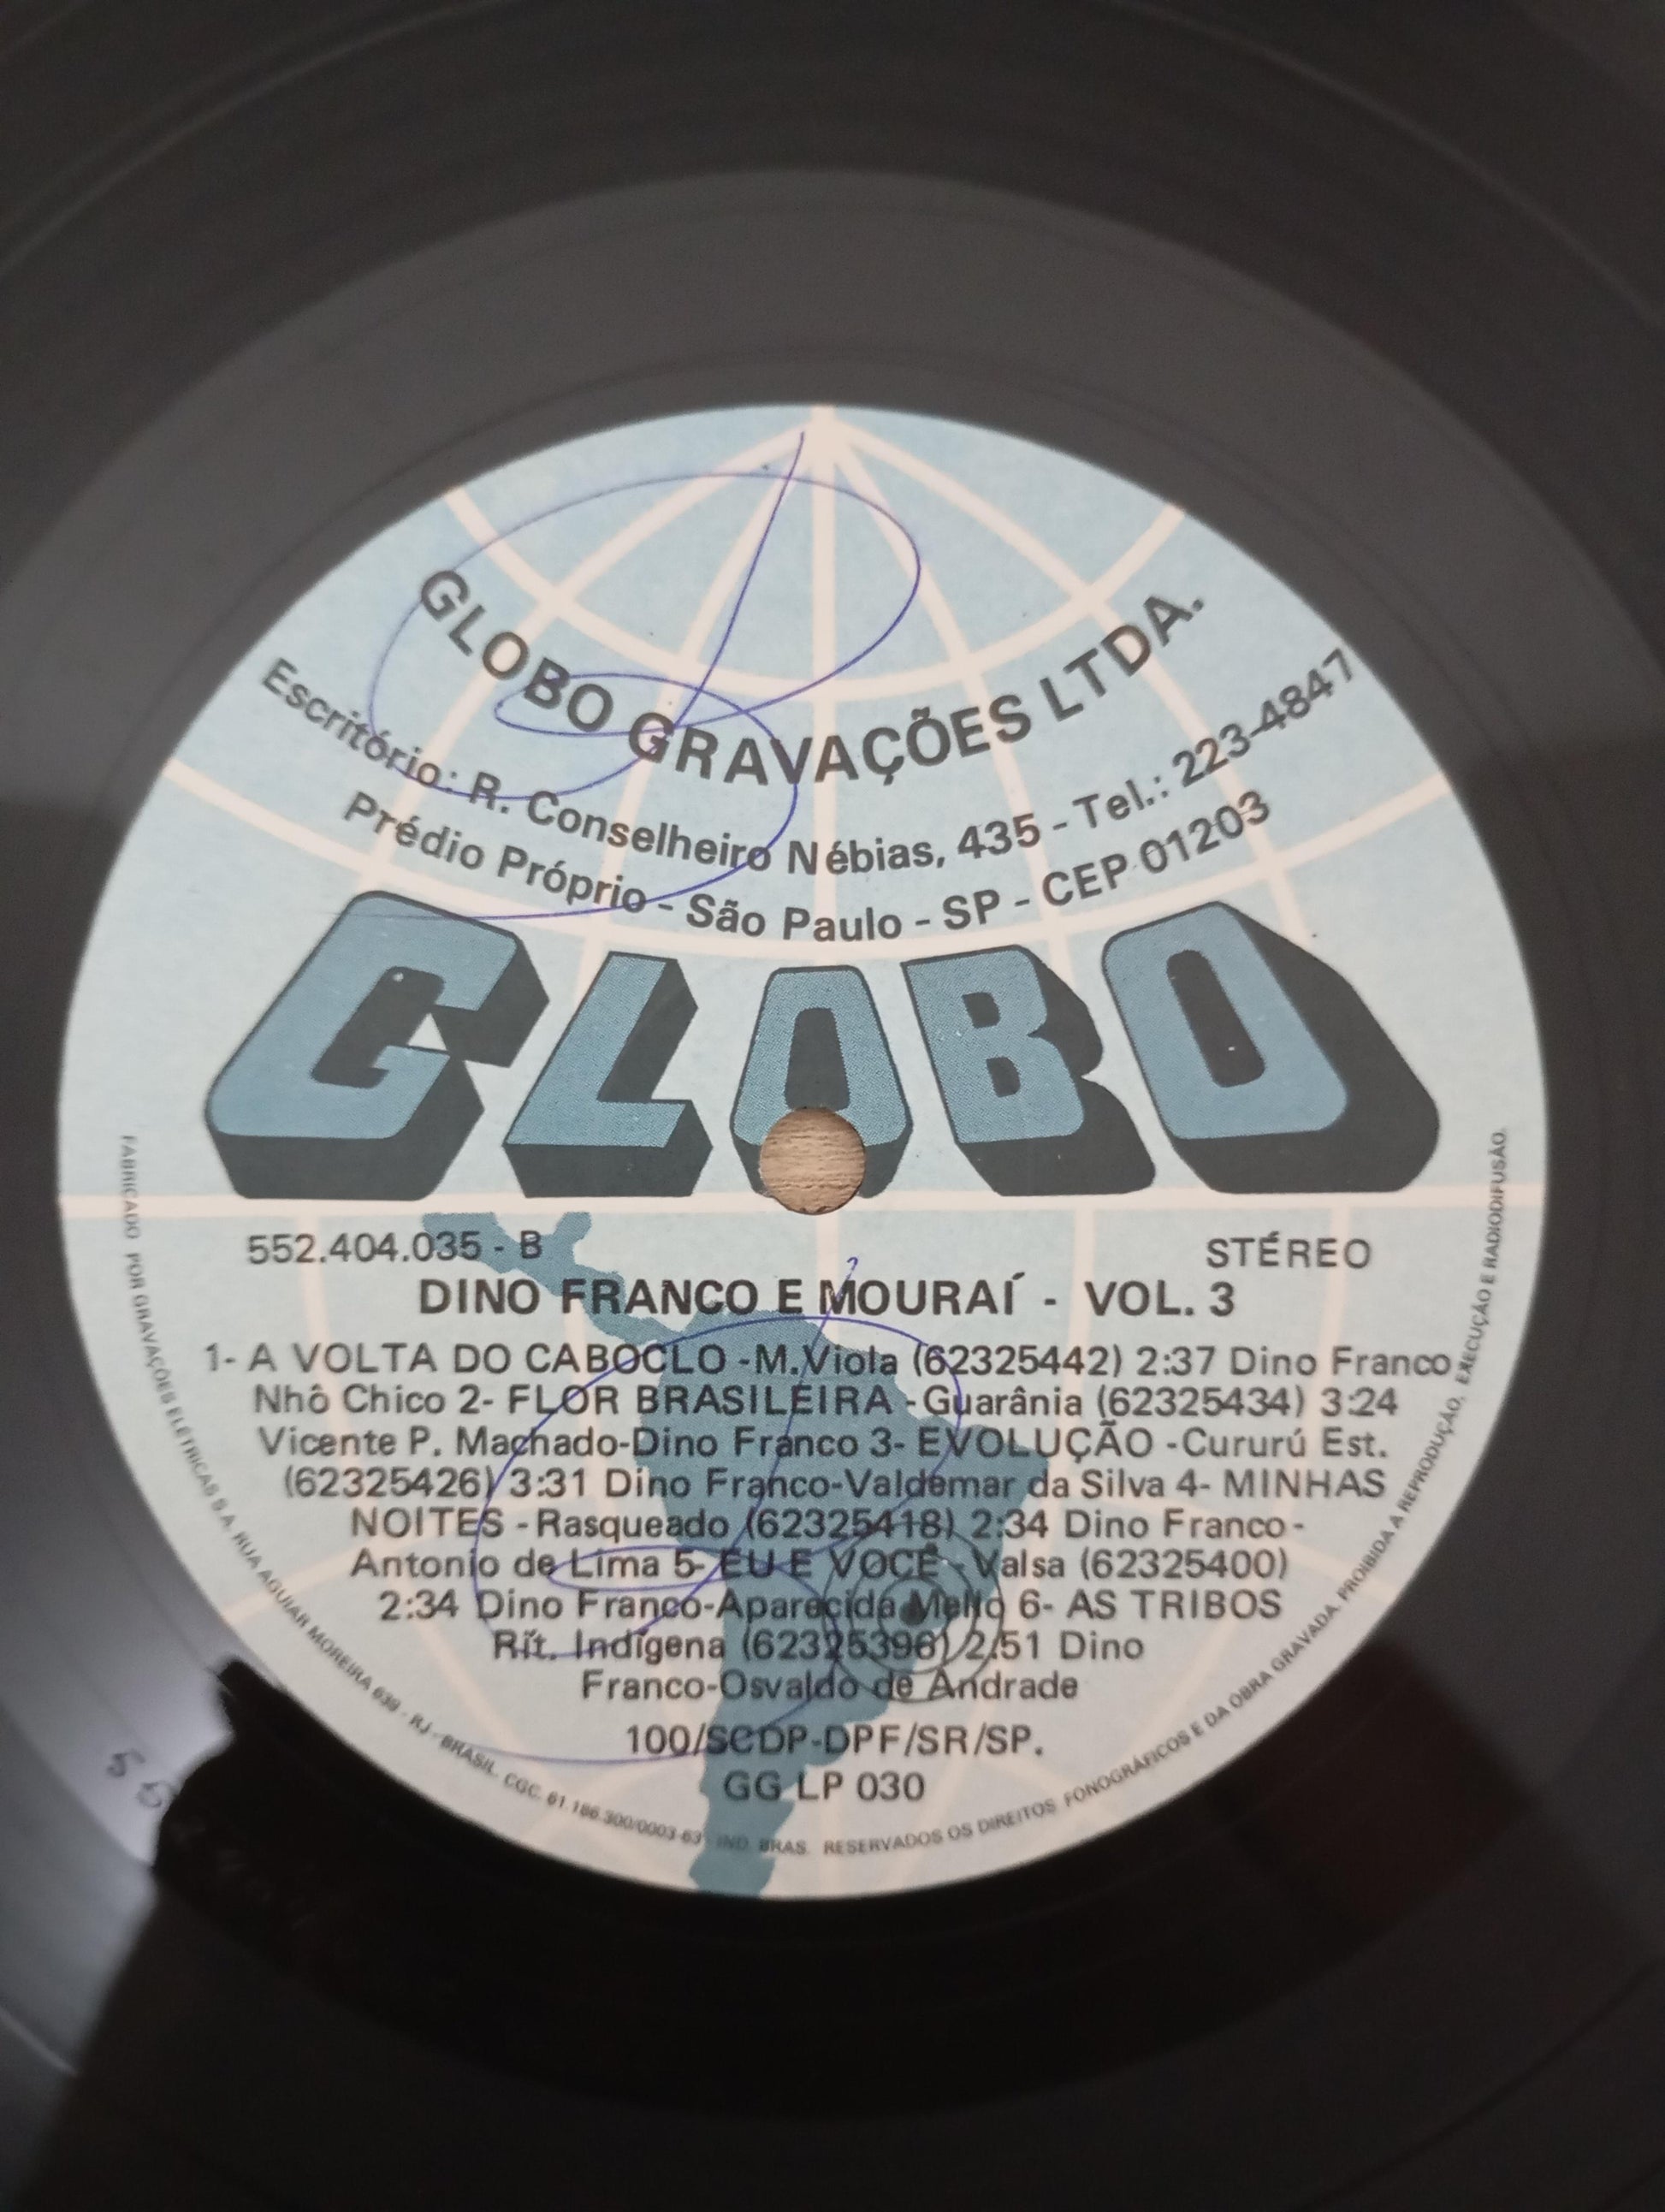 GLOBO GRAVAÇÕES LTDA.
Escritório: R. Conselheiro Nébias, 435 - Tel.: 223-4847
Prédio Próprio - São Paulo - SP - CEP 01203
GLOBO
552.404.035 - B
STÉREO
DINO FRANCO E MOURAÍ - VOL. 3
1- A VOLTA DO CABOCLO -M.Viola (62325442) 2:37 Dino Franco
Nhô Chico 2- FLOR BRASILEIRA - Guarânia (62325434) 3:24
Vicente P. Machado-Dino Franco 3- EVOLUÇÃO -Cururú Est.
(62325426) 3:31 Dino Franco-Valdemar da Silva 4- MINHAS
NOITES - Rasqueado (62325418) 2:34 Dino Franco -
Antonio de Lima 5- EU E VOCÊ - Valsa (62325400)
2:34 Dino Franco-Aparecida Mello 6- AS TRIBOS
Rít. Indígena (62325396) 2:51 Dino
Franco-Osvaldo de Andrade
100/SCDP-DPF/SR/SP.
GG LP 030
FABRICADO POR GRAVAÇÕES ELETRICAS S.A. RUA AGUIAR MOREIRA 639 - RJ - BRASIL. CGC. 61.186.300/0003-63 IND. BRAS. RESERVADOS OS DIREITOS FONOGRÁFICOS E DA OBRA GRAVADA. PROIBIDA A REPRODUÇÃO, EXECUÇÃO E RADIODIFUSÃO.